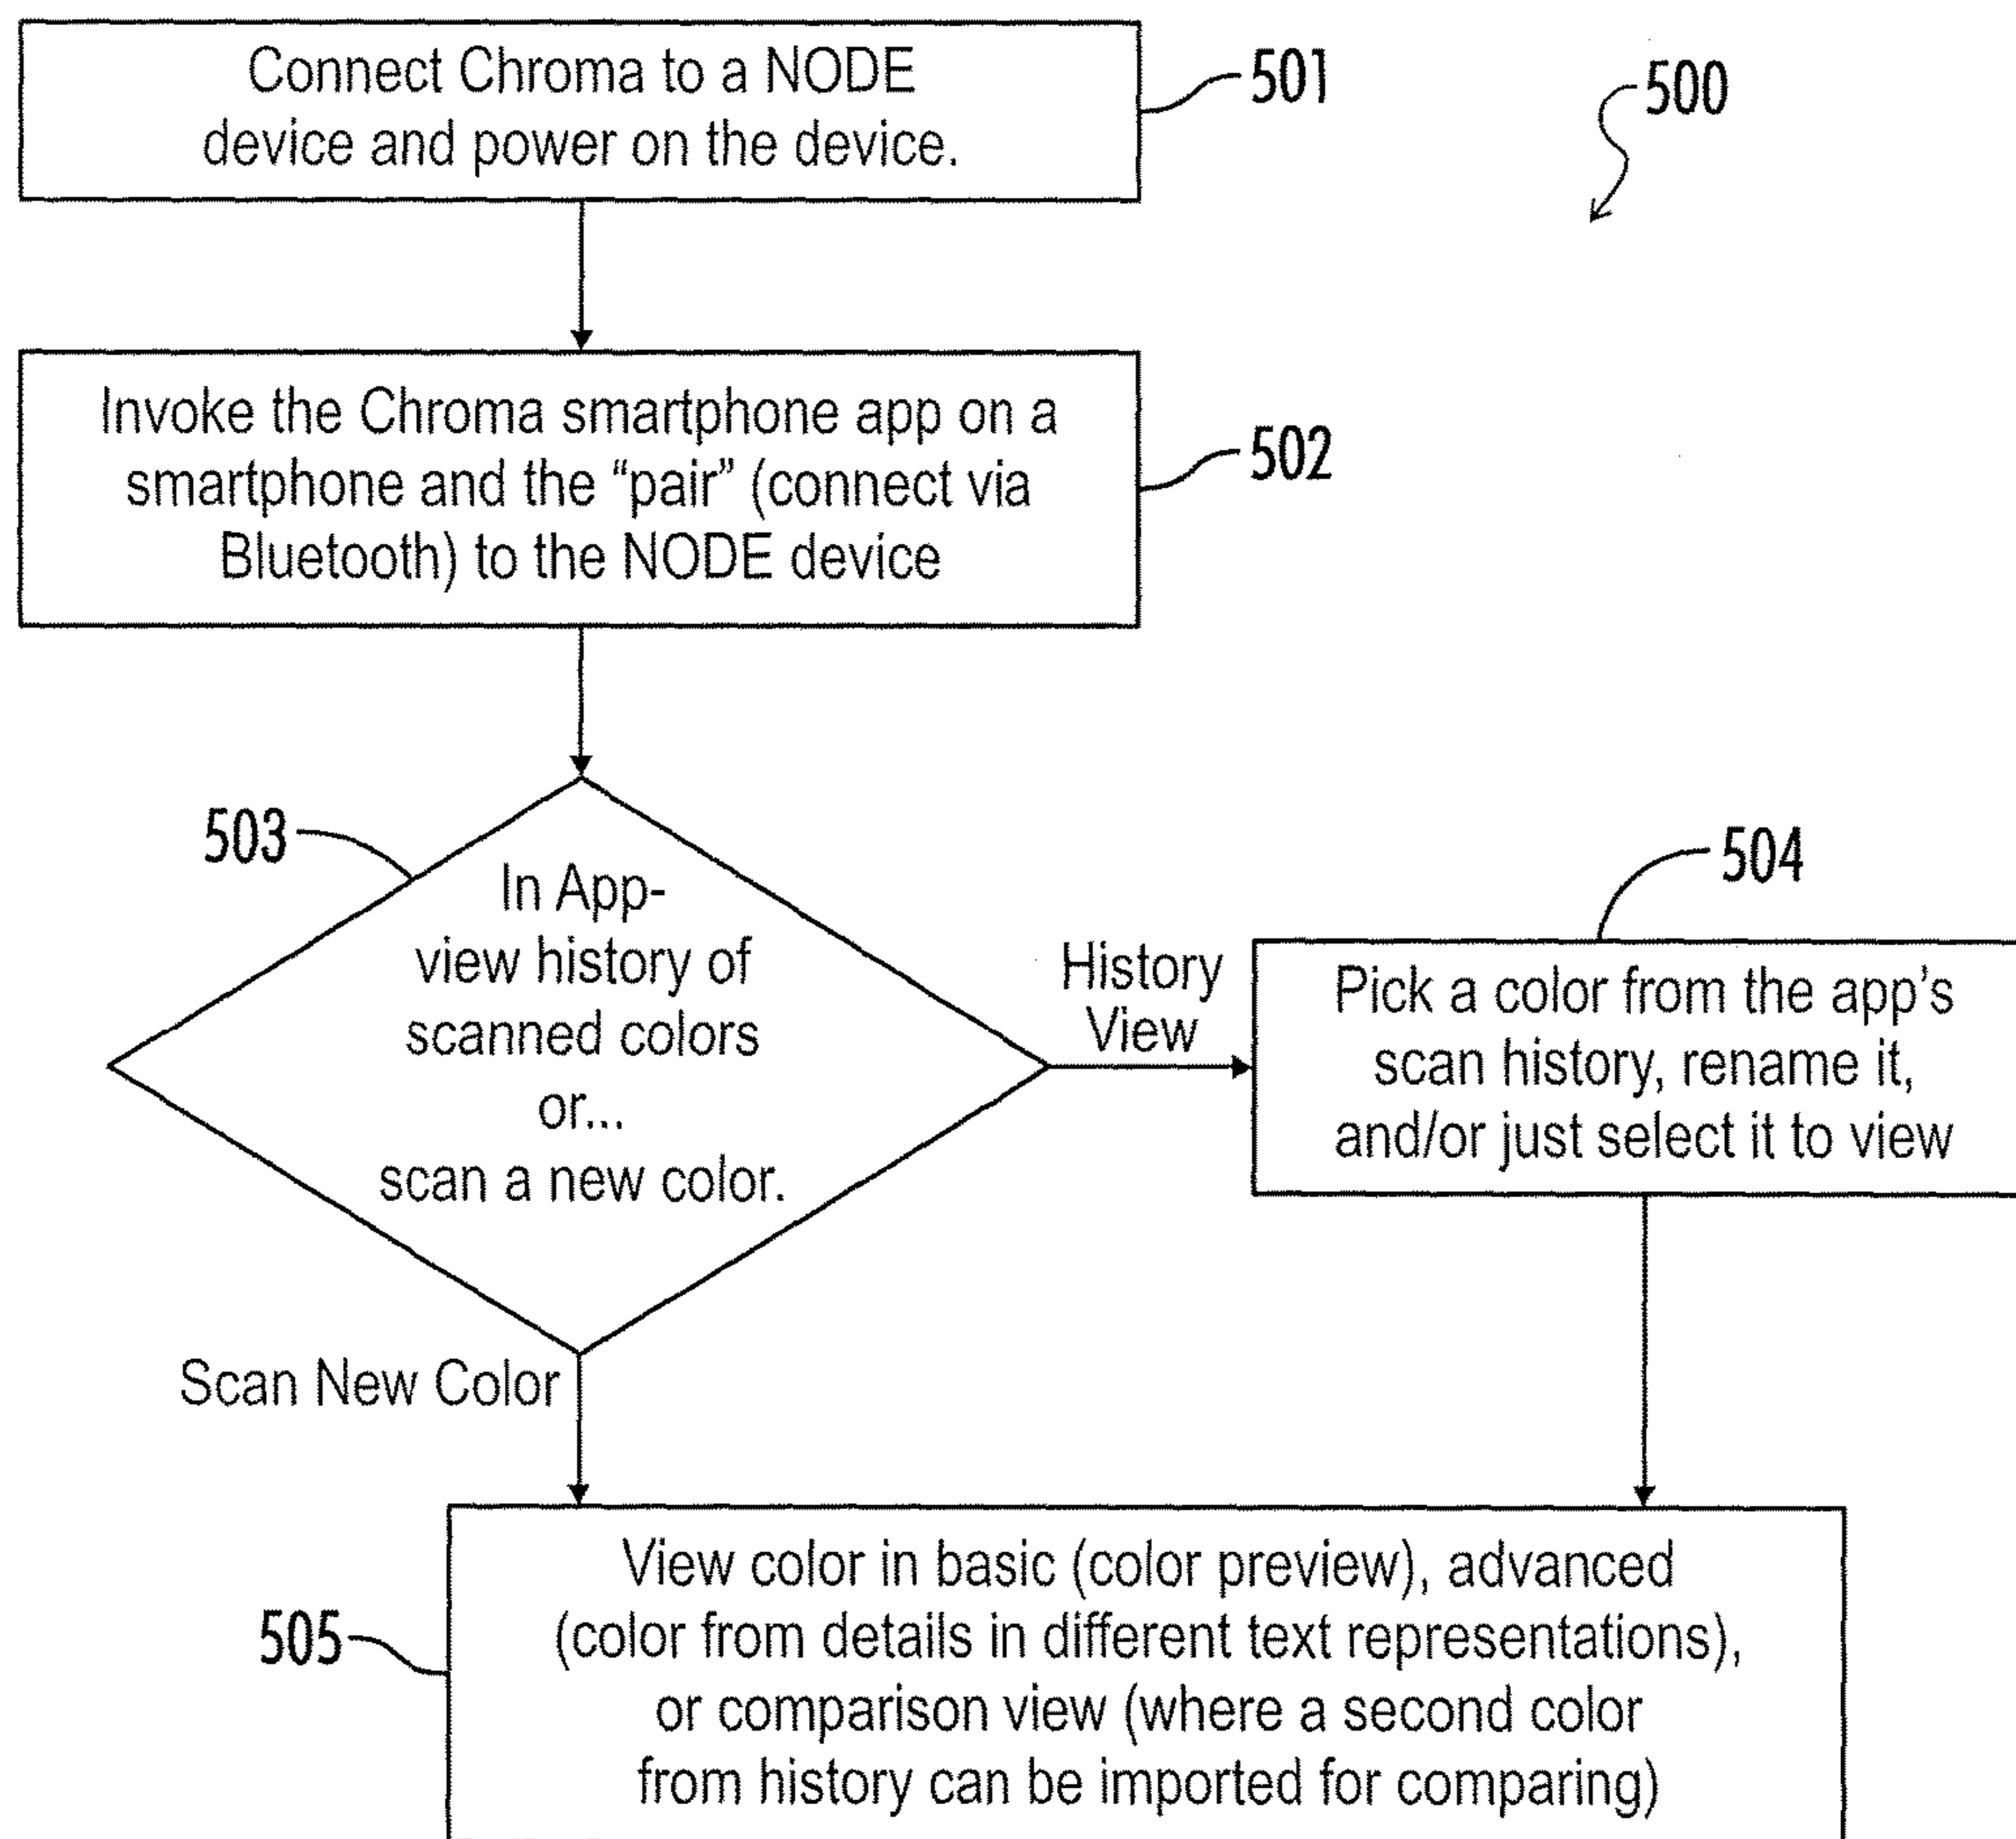 Connect Chroma to a NODE
device and power on the device.
501
500
Invoke the Chroma smartphone app on a
smartphone and the “pair” (connect via
Bluetooth) to the NODE device
502
503
In App-
view history of
scanned colors
or...
scan a new color.
History
View
504
Pick a color from the app’s
scan history, rename it,
and/or just select it to view
Scan New Color
505
View color in basic (color preview), advanced
(color from details in different text representations),
or comparison view (where a second color
from history can be imported for comparing)